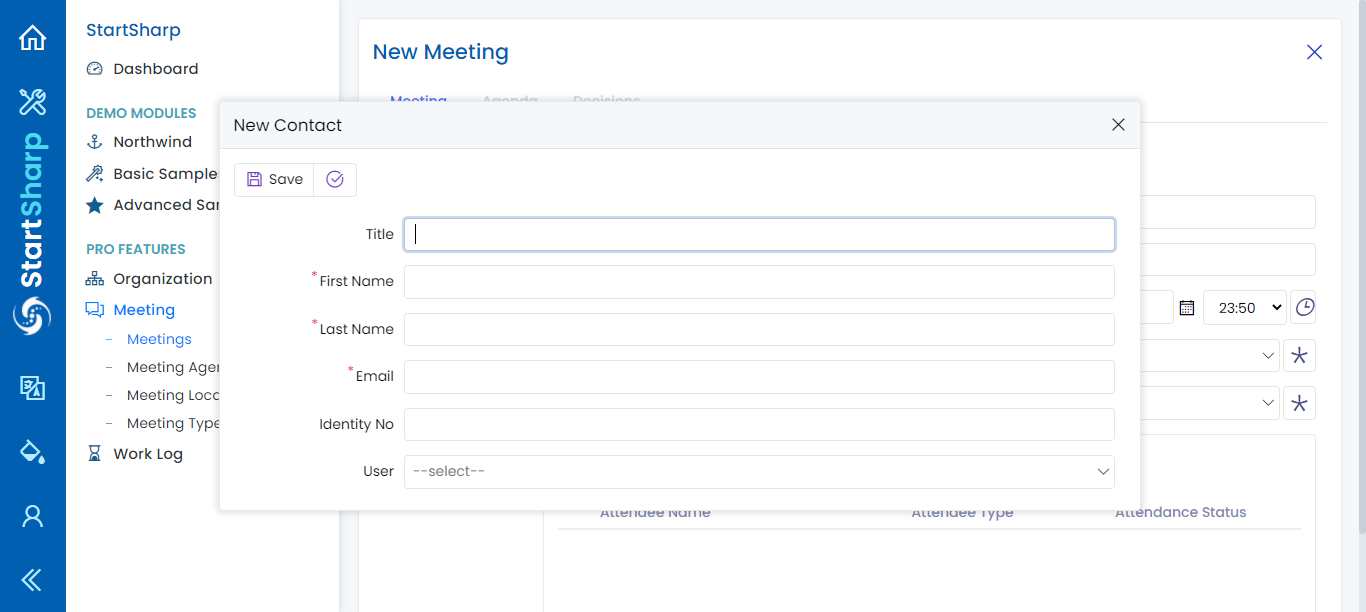 StartSharp
StartSharp
Dashboard
DEMO MODULES
Northwind
Basic Sample
Advanced Sar
PRO FEATURES
Organization
Meeting
Meetings
Meeting Ager
Meeting Loca
Meeting Type
Work Log
New Meeting
Meeting Agenda Decisions
New Contact
Save
Title
*First Name
*Last Name
*Email
Identity No
User --select--
23:50
Attendee Name Attendee Type Attendance Status